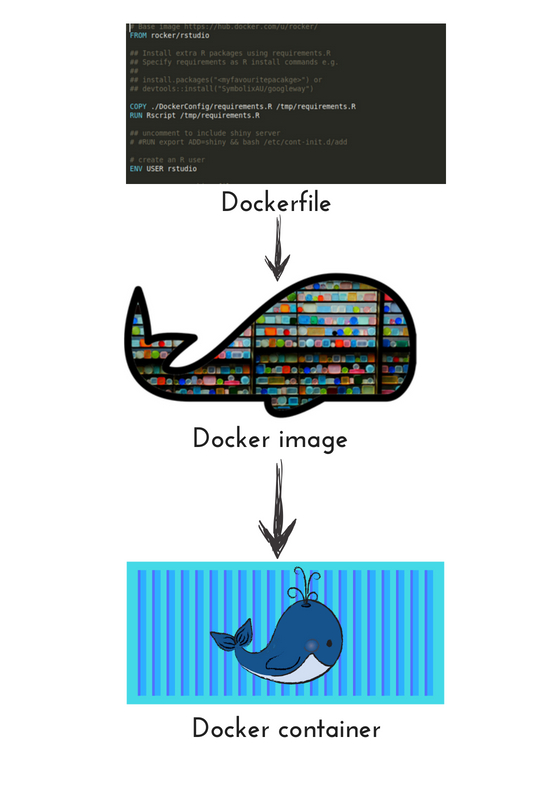 # Base image https://hub.docker.com/u/rocker/
FROM rocker/rstudio
## Install extra R packages using requirements.R
## Specify requirements as R install commands e.g.
##
## install.packages("<myfavouritepacakge>") or
## devtools::install("SymbolixAU/googleway")
COPY ./DockerConfig/requirements.R /tmp/requirements.R
RUN Rscript /tmp/requirements.R
## uncomment to include shiny server
# #RUN export ADD=shiny && bash /etc/cont-init.d/add
# create an R user
ENV USER rstudio
Dockerfile
Docker image
Docker container